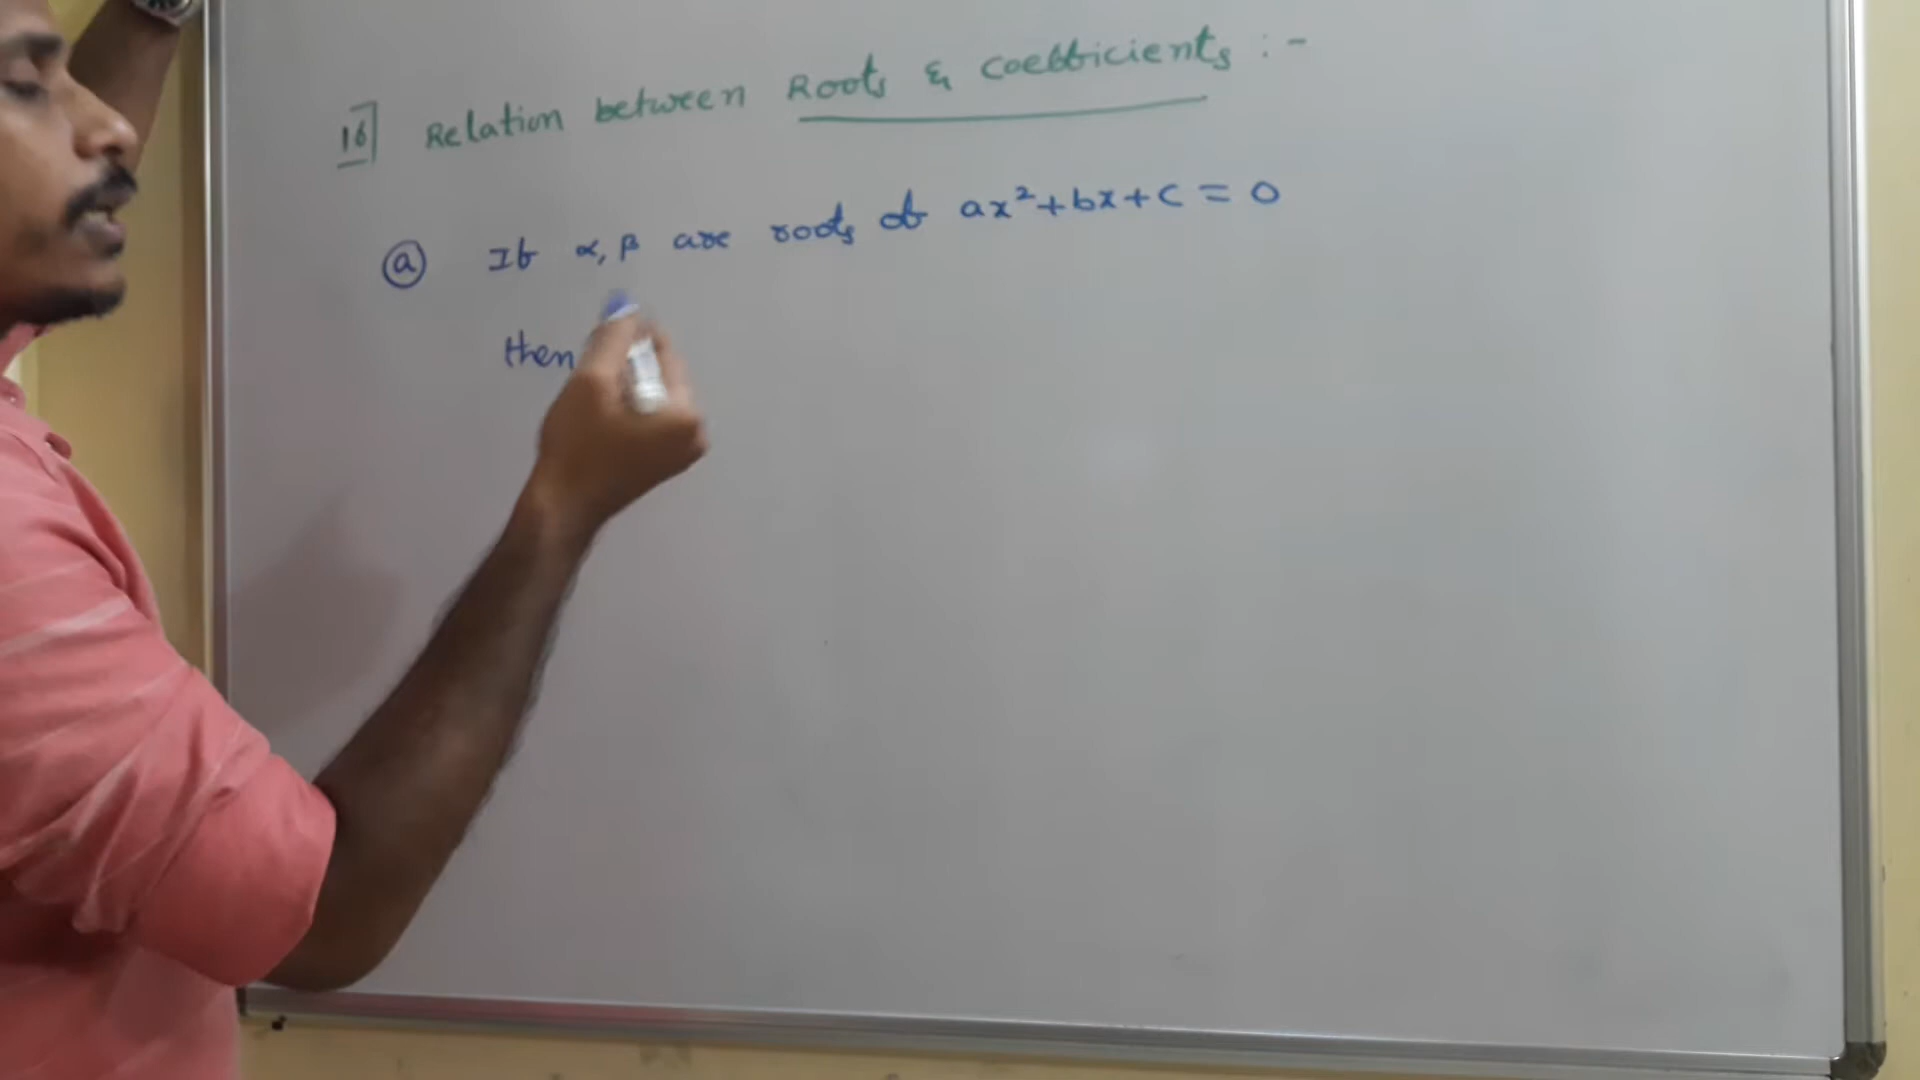 16] Relation between Roots & Coefficients :-
ⓐ If α, β are roots of ax²+bx+c = 0
then